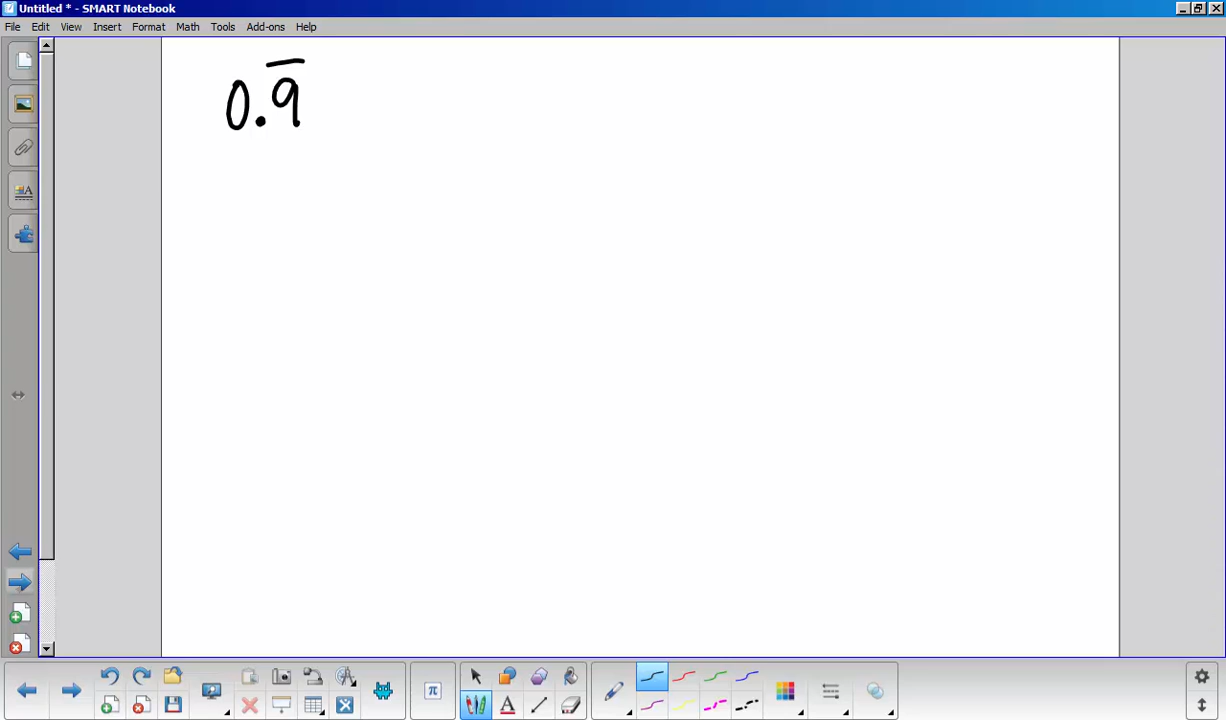 Untitled * - SMART Notebook
File Edit View Insert Format Math Tools Add-ons Help
0.9̅
A
π
A